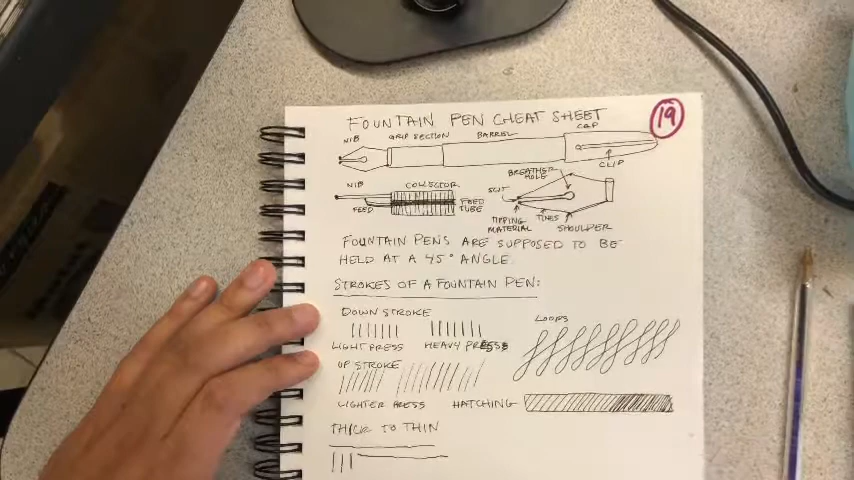 FOUNTAIN PEN CHEAT SHEET
19
NIB GRIP SECTION BARREL CAP
CLIP
NIB COLLECTOR
FEED FEED TUBE
BREATHER HOLE
SLIT
TIPPING MATERIAL TINES SHOULDER
FOUNTAIN PENS ARE SUPPOSED TO BE
HELD AT A 45° ANGLE
STROKES OF A FOUNTAIN PEN:
DOWN STROKE
LOOPS
LIGHT PRESS HEAVY PRESS
UP STROKE
LIGHTER PRESS HATCHING
THICK TO THIN